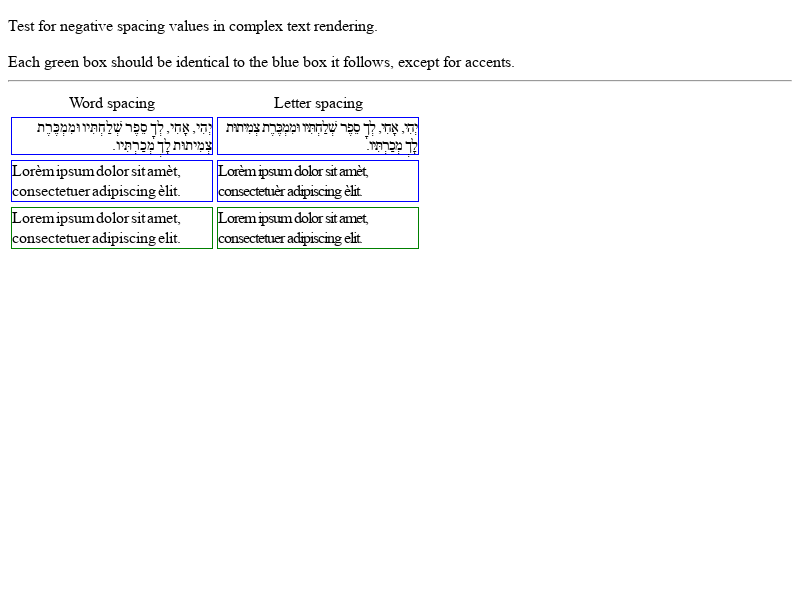 Test for negative spacing values in complex text rendering.
Each green box should be identical to the blue box it follows, except for accents.
Word spacing
Letter spacing
יְהִי, אָחִי, לְךָ סֵפֶר שְׁלַחְתִּיו וּמִמְכֶּרֶת
צְמִיתוּת לָךְ מְכַרְתִּיו.
יְהִי, אָחִי, לְךָ סֵפֶר שְׁלַחְתִּיו וּמִמְכֶּרֶת צְמִיתוּת
לָךְ מְכַרְתִּיו.
Lorèm ipsum dolor sit amèt,
consectetuer adipiscing èlit.
Lorèm ipsum dolor sit amèt,
consectetuèr adipiscing èlit.
Lorem ipsum dolor sit amet,
consectetuer adipiscing elit.
Lorem ipsum dolor sit amet,
consectetuer adipiscing elit.